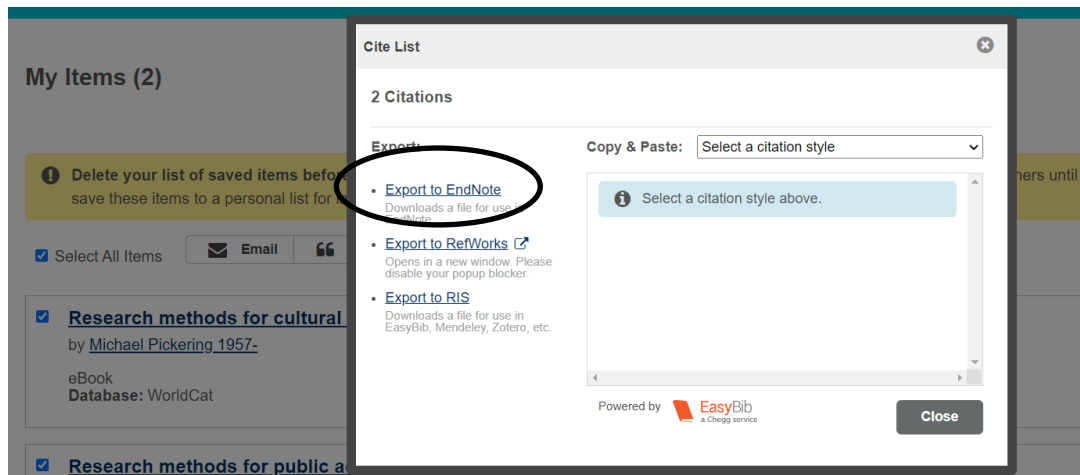 Cite List
My Items (2)
2 Citations
Export:
Copy & Paste: Select a citation style
Delete your list of saved items before
hers until
save these items to a personal list for
Export to EndNote
Downloads a file for use in
EndNote.
Select a citation style above.
Select All Items
Email
Export to RefWorks
Opens in a new window. Please
disable your popup blocker.
Export to RIS
Downloads a file for use in
EasyBib, Mendeley, Zotero, etc.
Research methods for cultural
by Michael Pickering 1957-
eBook
Database: WorldCat
Powered by EasyBib
a Chegg service
Close
Research methods for public a